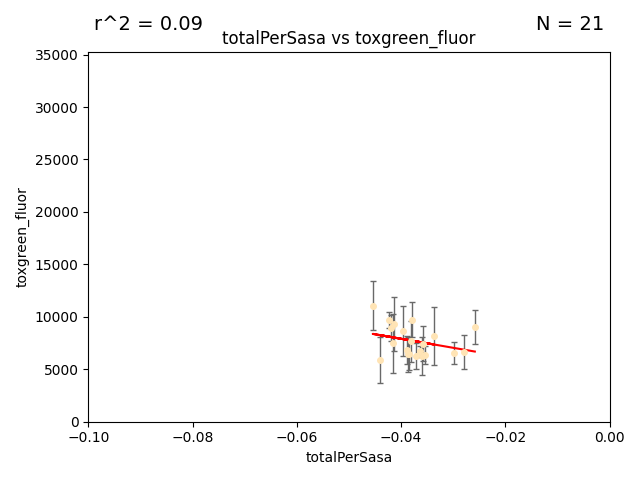 r^2 = 0.09
N = 21
totalPerSasa vs toxgreen_fluor
35000
30000
25000
20000
15000
10000
5000
0
toxgreen_fluor
−0.10
−0.08
−0.06
−0.04
−0.02
0.00
totalPerSasa